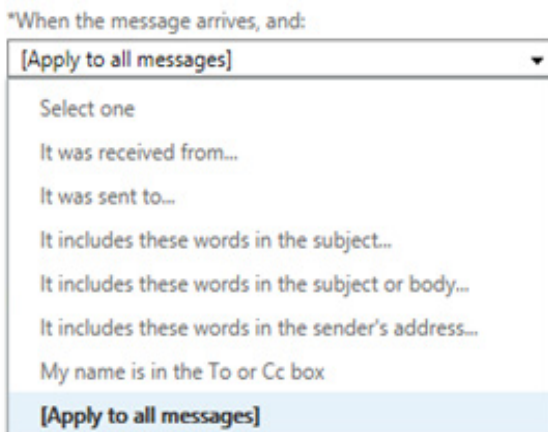 *When the message arrives, and:
[Apply to all messages]
Select one
It was received from...
It was sent to...
It includes these words in the subject...
It includes these words in the subject or body...
It includes these words in the sender's address...
My name is in the To or Cc box
[Apply to all messages]